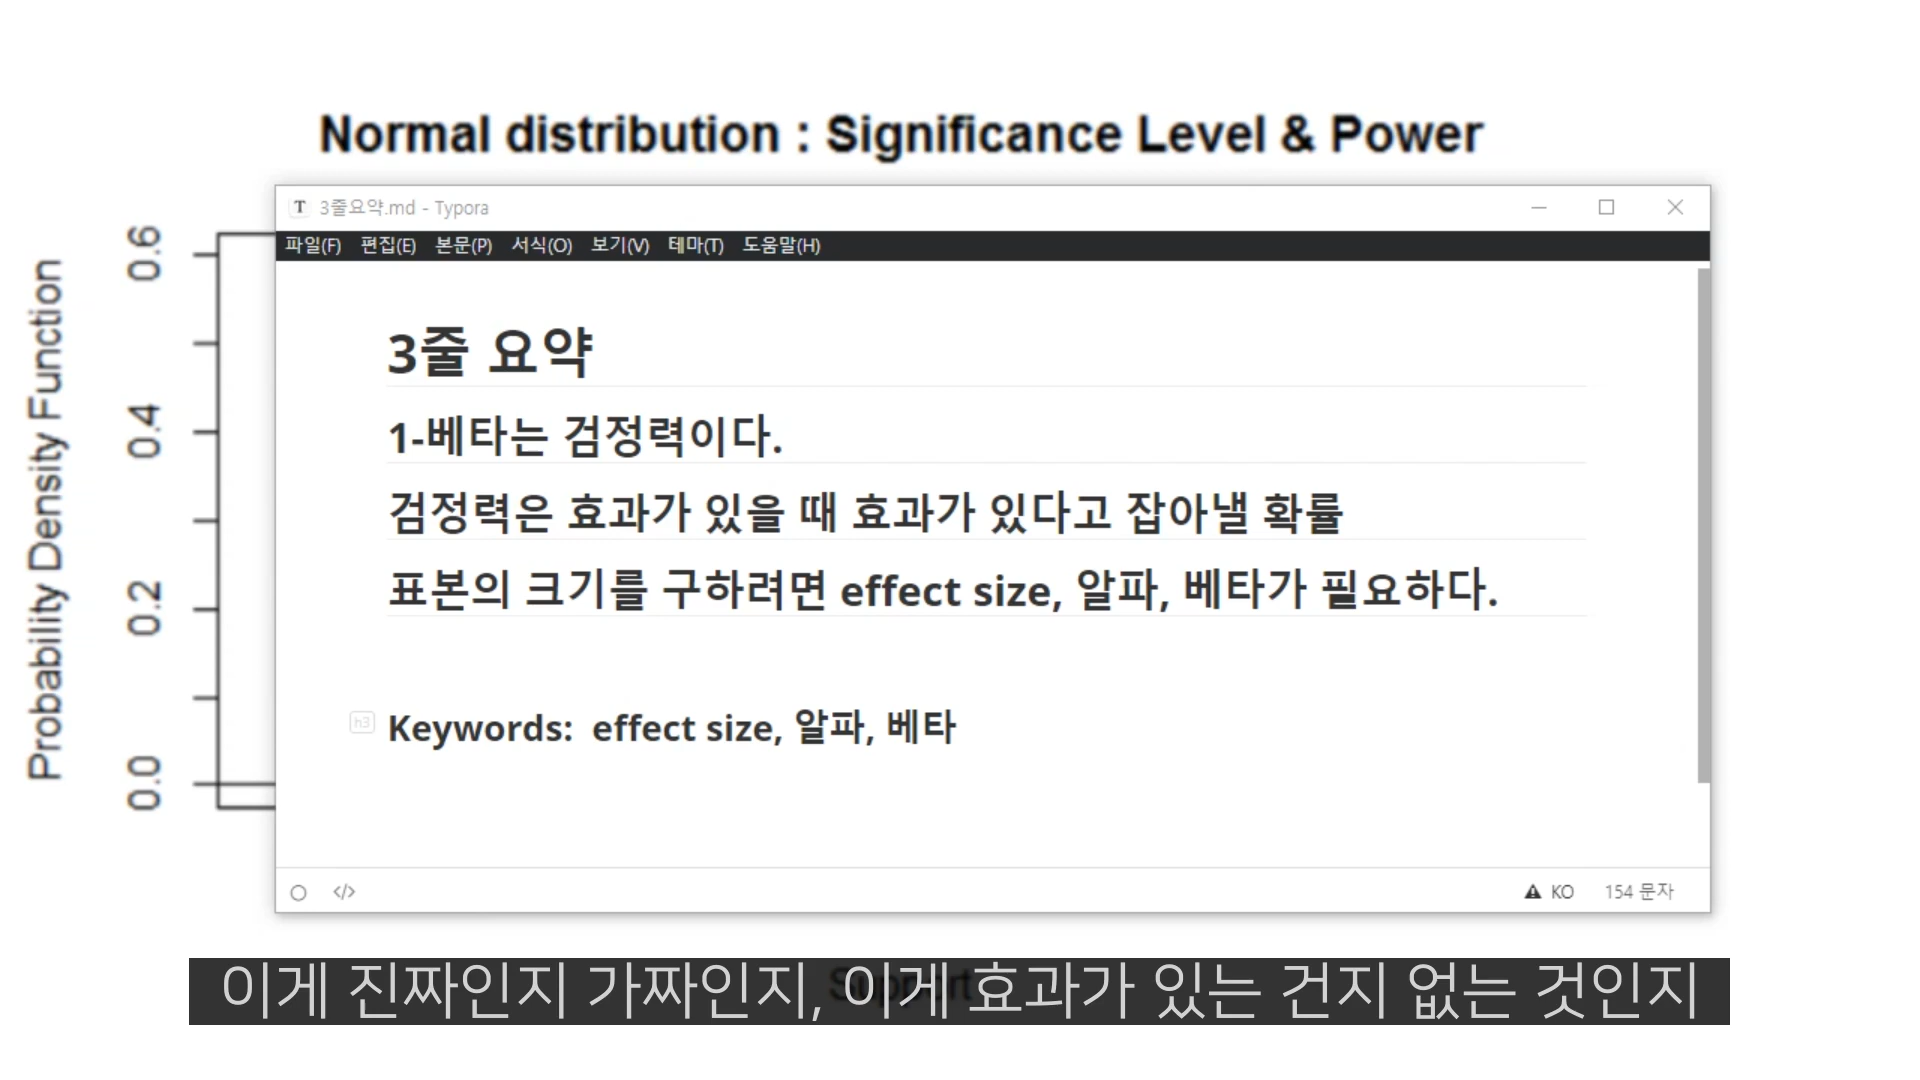 Normal distribution : Significance Level & Power
3줄요약.md - Typora
파일(F) 편집(E) 본문(P) 서식(O) 보기(V) 테마(T) 도움말(H)
3줄 요약
1-베타는 검정력이다.
검정력은 효과가 있을 때 효과가 있다고 잡아낼 확률
표본의 크기를 구하려면 effect size, 알파, 베타가 필요하다.
h3
Keywords: effect size, 알파, 베타
</>
KO 154 문자
Probability Density Function
0.6
0.4
0.2
0.0
Support
이게 진짜인지 가짜인지, 이게 효과가 있는 건지 없는 것인지